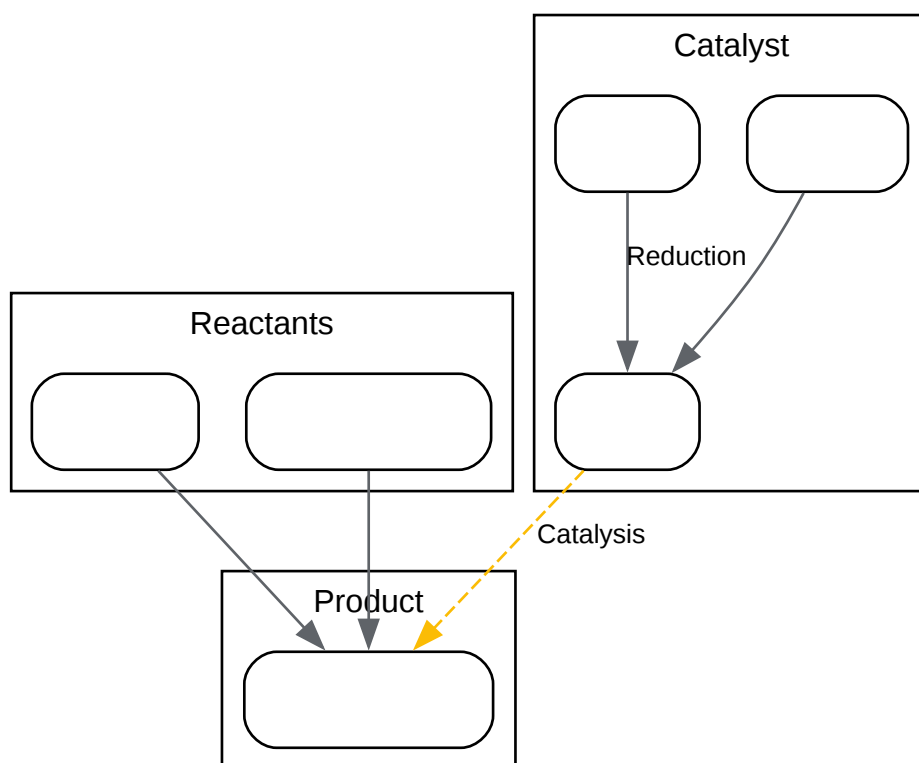 Catalyst
Reduction
Reactants
Catalysis
Product